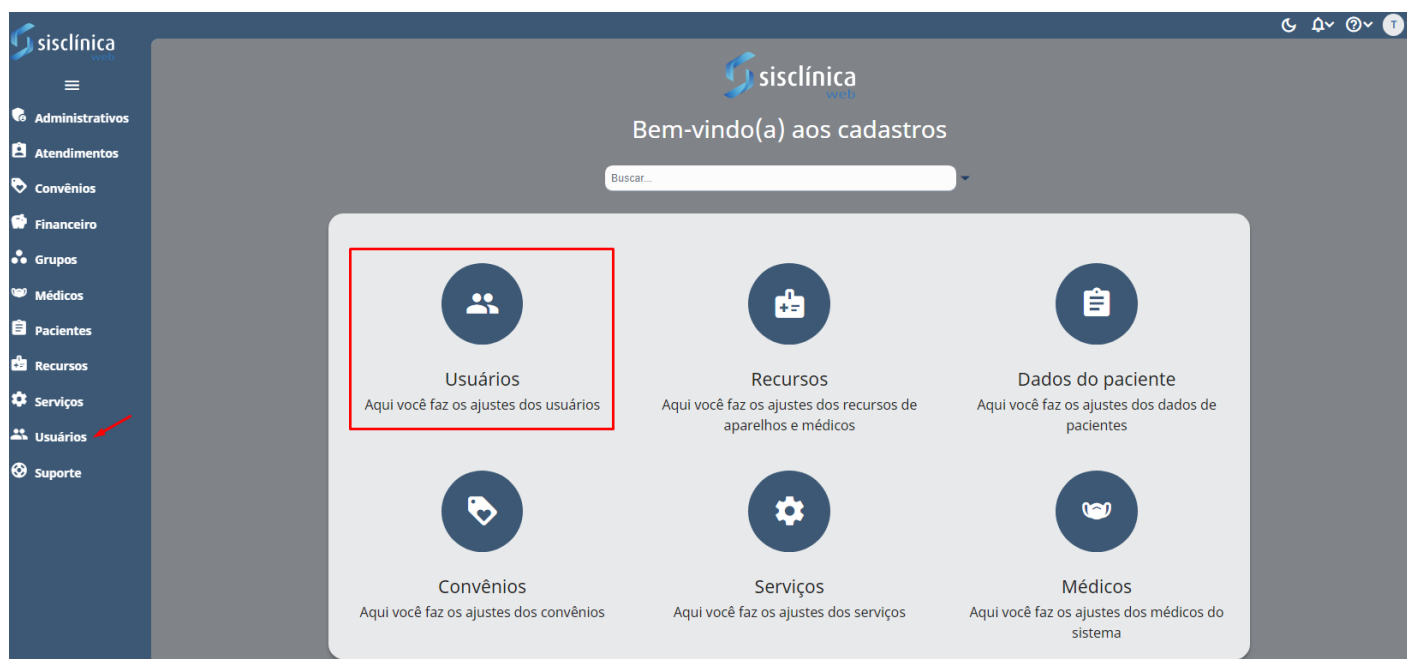 sisclínica
web
T
Administrativos
Atendimentos
Convênios
Financeiro
Grupos
Médicos
Pacientes
Recursos
Serviços
Usuários
Suporte
sisclínica
web
Bem-vindo(a) aos cadastros
Buscar...
Usuários
Aqui você faz os ajustes dos usuários
Recursos
Aqui você faz os ajustes dos recursos de
aparelhos e médicos
Dados do paciente
Aqui você faz os ajustes dos dados de
pacientes
Convênios
Aqui você faz os ajustes dos convênios
Serviços
Aqui você faz os ajustes dos serviços
Médicos
Aqui você faz os ajustes dos médicos do
sistema